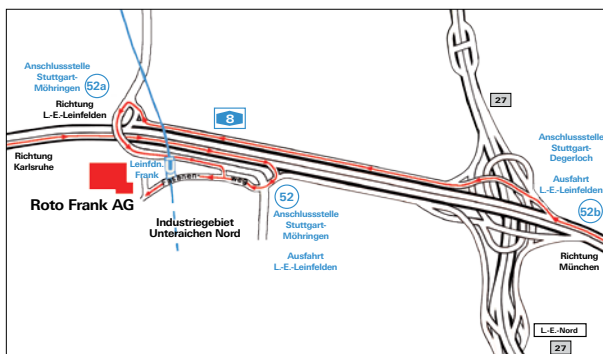 Anschlussstelle
Stuttgart-
Möhringen
52a
Richtung
L.-E.-Leinfelden
Richtung
Karlsruhe
Roto Frank AG
Leinfdn.
Frank
Industriegebiet
Unteraichen Nord
8
52
Anschlussstelle
Stuttgart-
Möhringen
Ausfahrt
L.-E.-Leinfelden
27
Anschlussstelle
Stuttgart-
Degerloch
Ausfahrt
L.-E.-Leinfelden
52b
Richtung
München
L.-E.-Nord
27